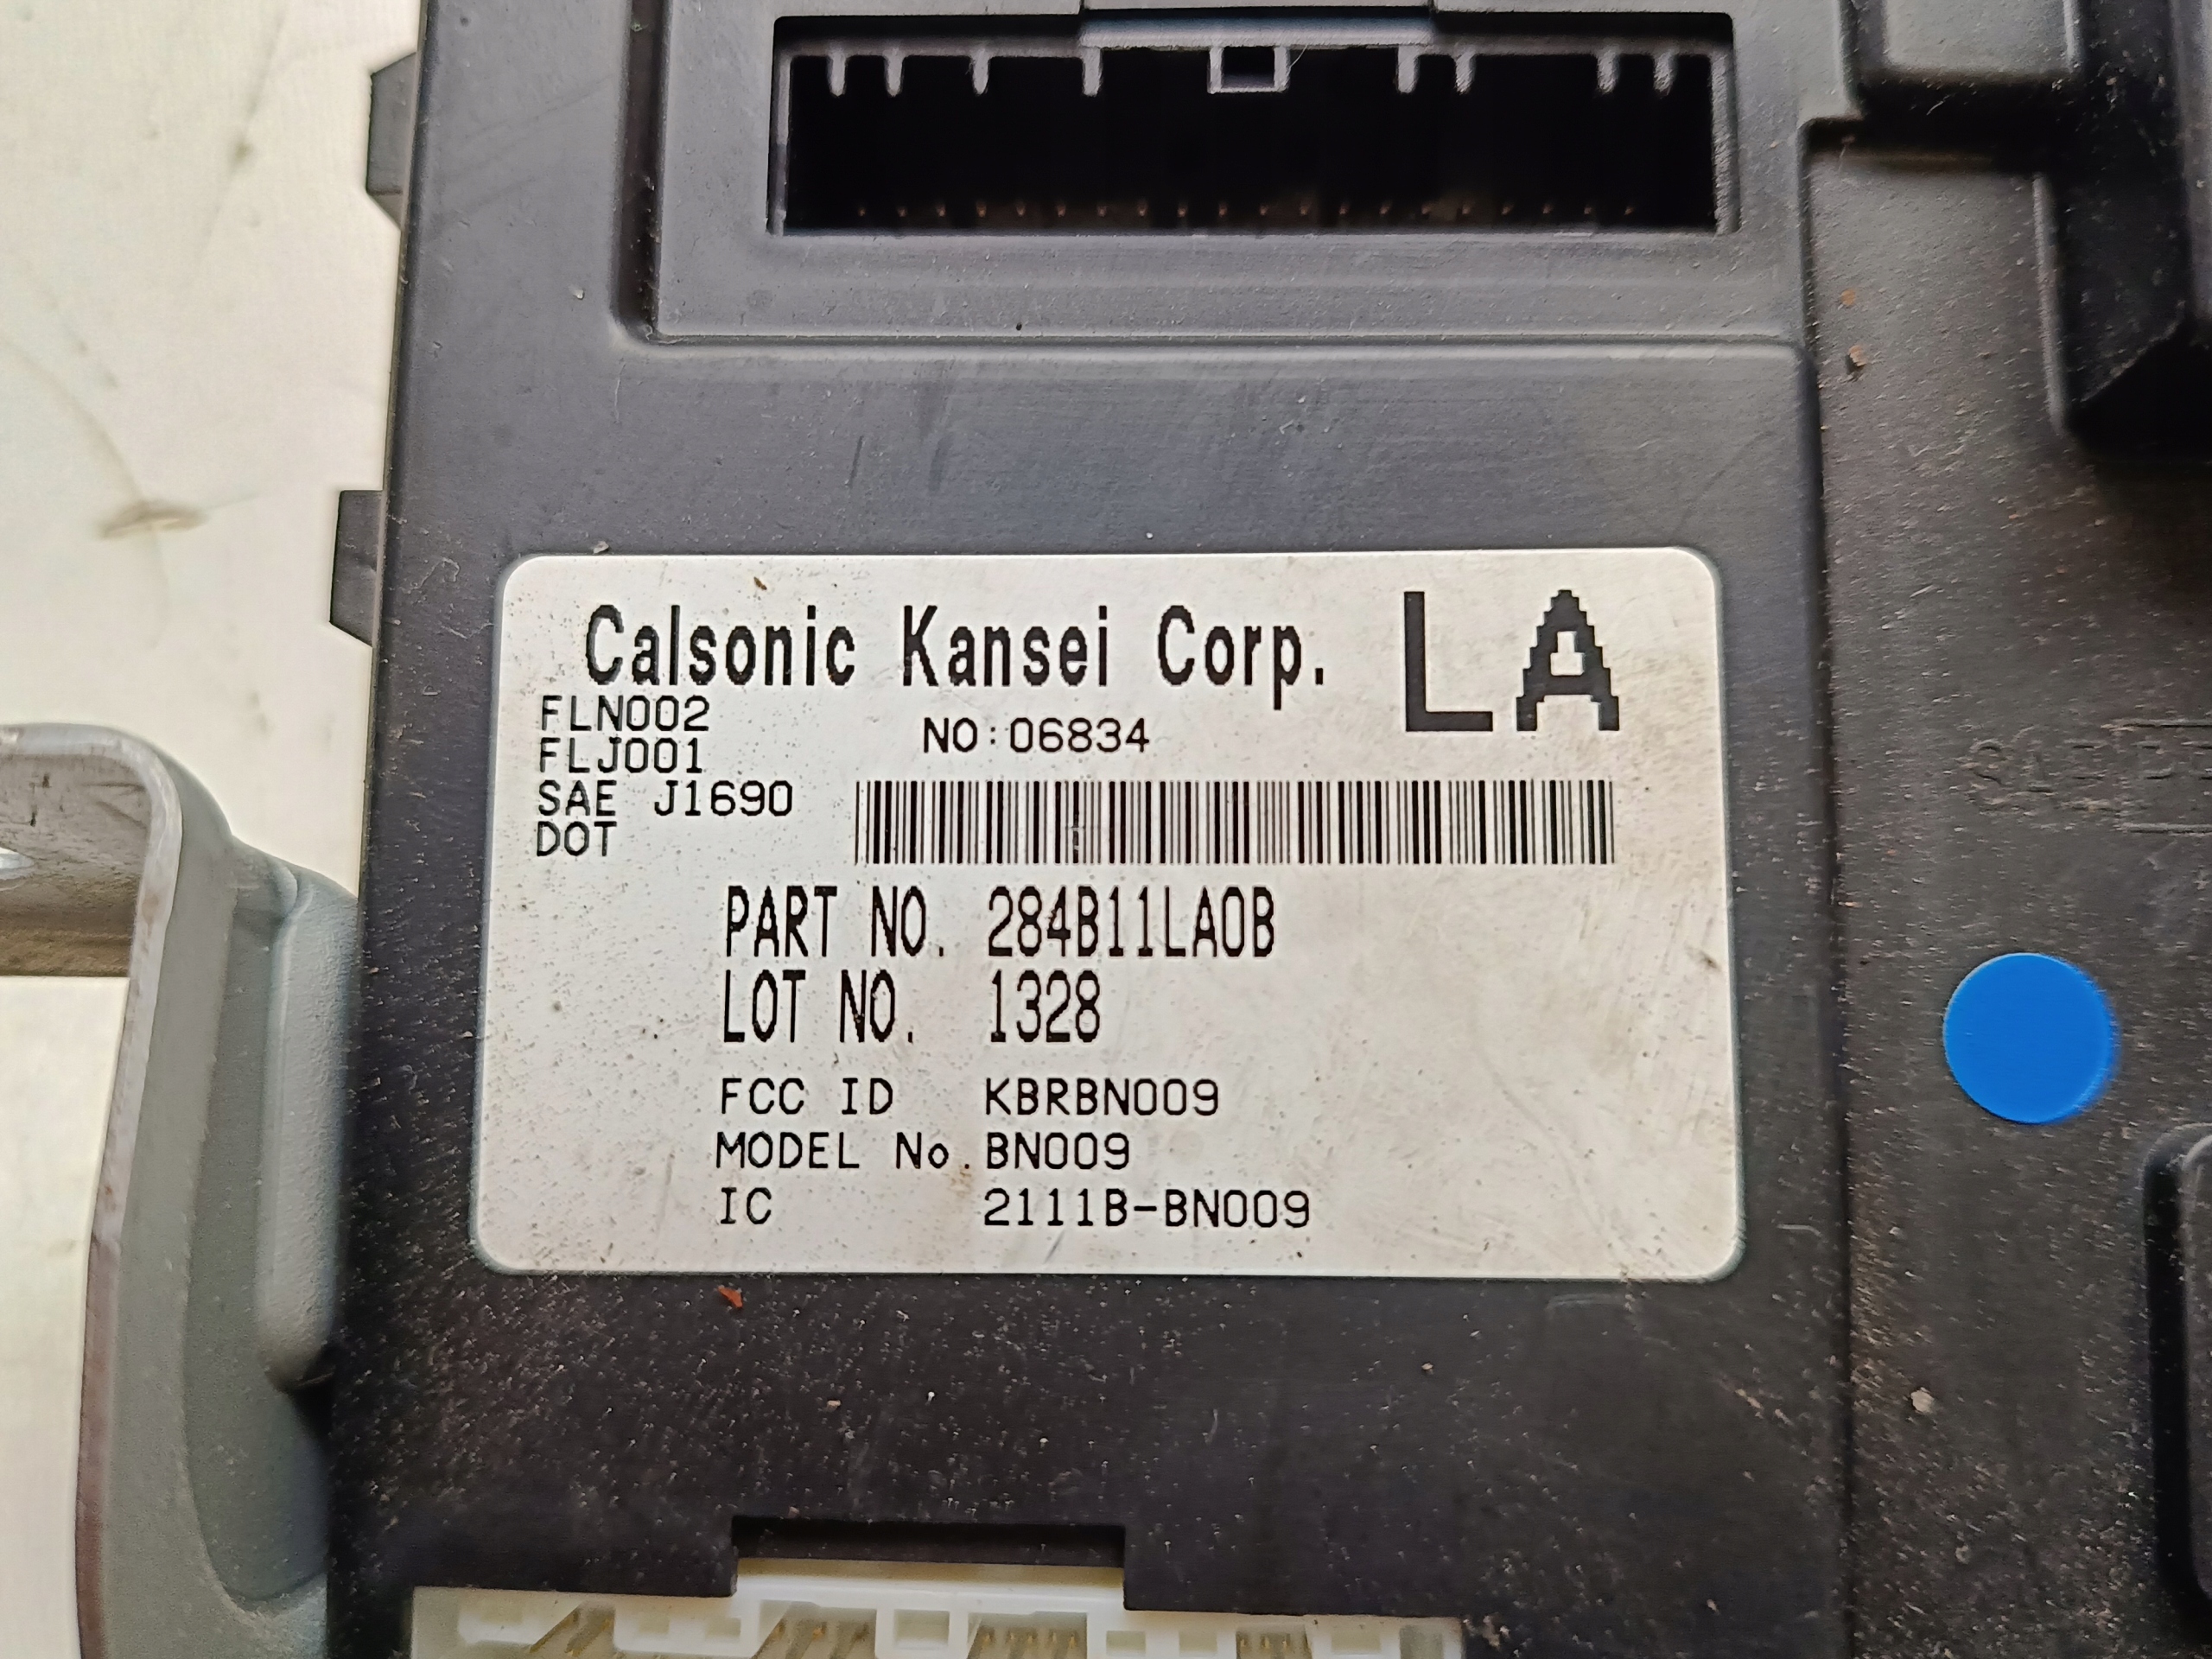 Calsonic Kansei Corp. LA
FLN002
NO:06834
FLJ001
SAE J1690
DOT
PART NO. 284B11LA0B
LOT NO. 1328
FCC ID KBRBN009
MODEL No. BN009
IC 2111B-BN009